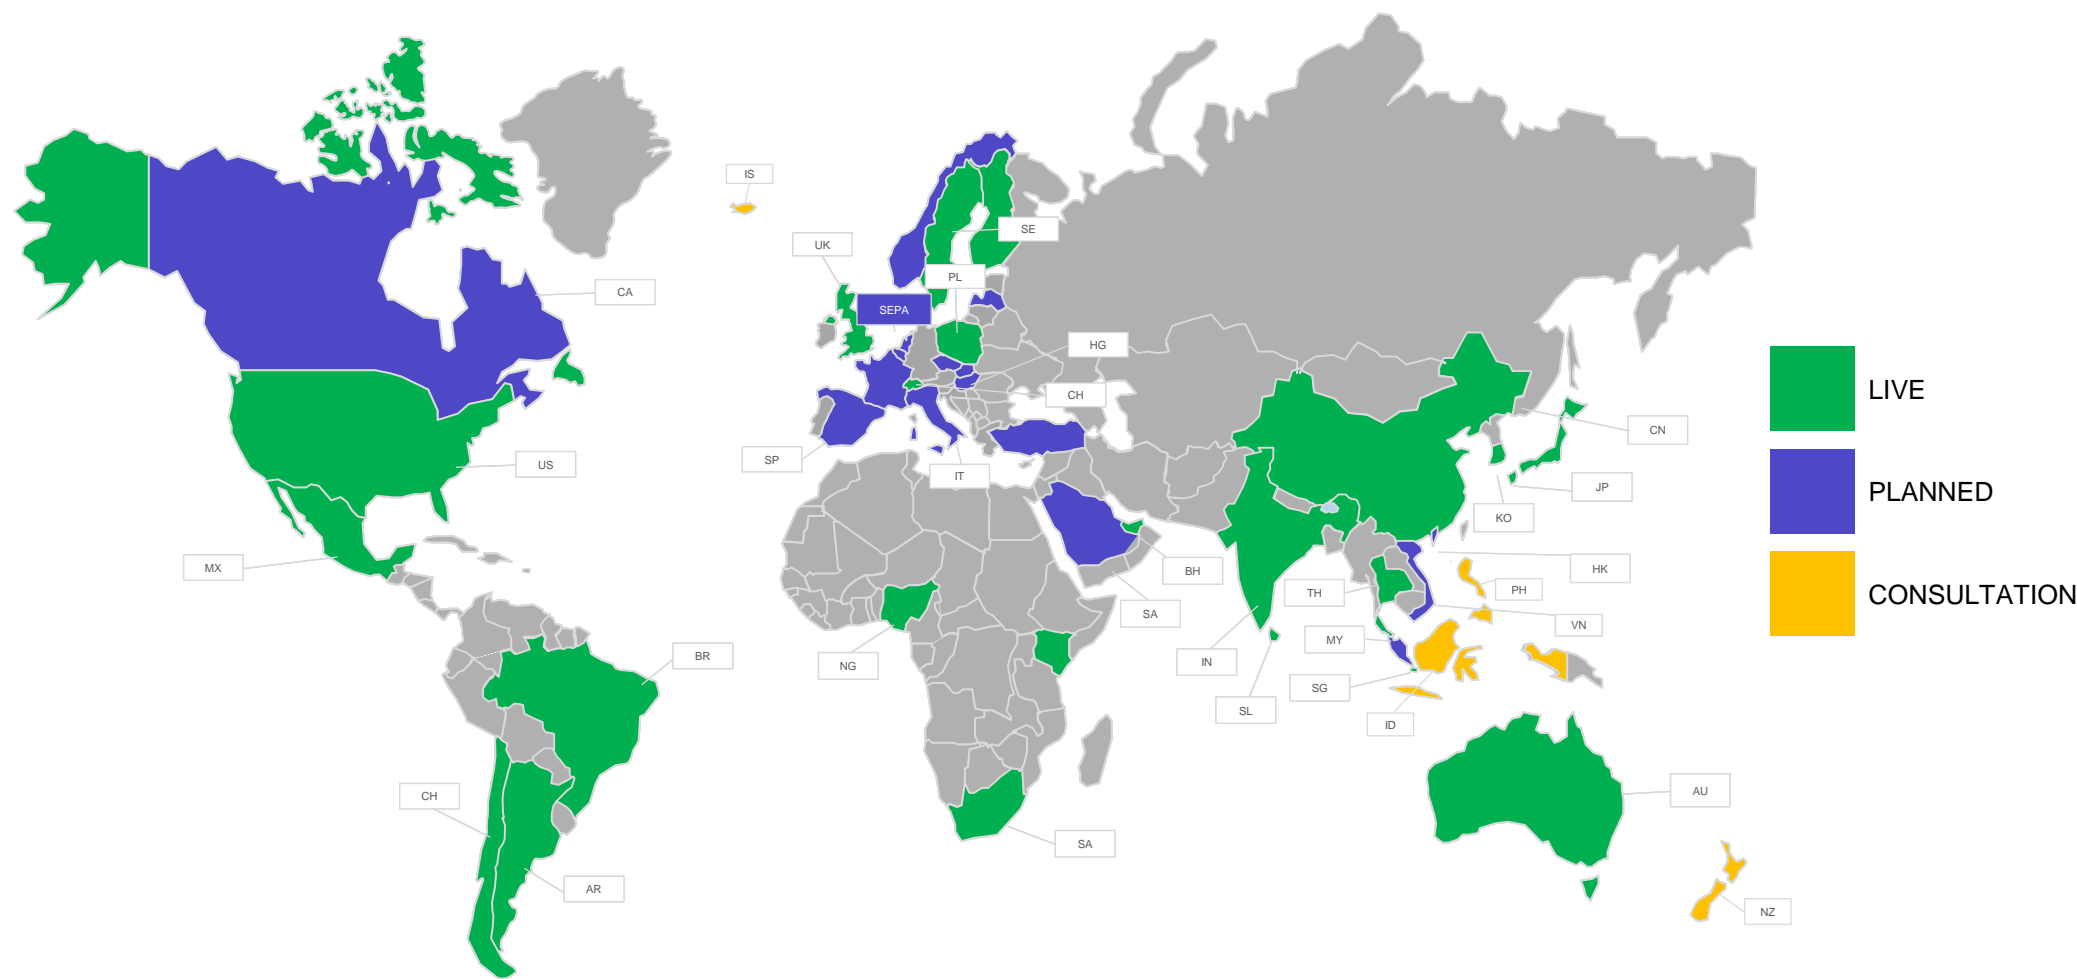 IS
SE
UK
PL
CA
SEPA
HG
CH
LIVE
CN
SP
US
IT
JP
PLANNED
KO
MX
BH
HK
TH
PH
SA
VN
CONSULTATION
BR
NG
IN
MY
SG
SL
ID
CH
AU
SA
AR
NZ